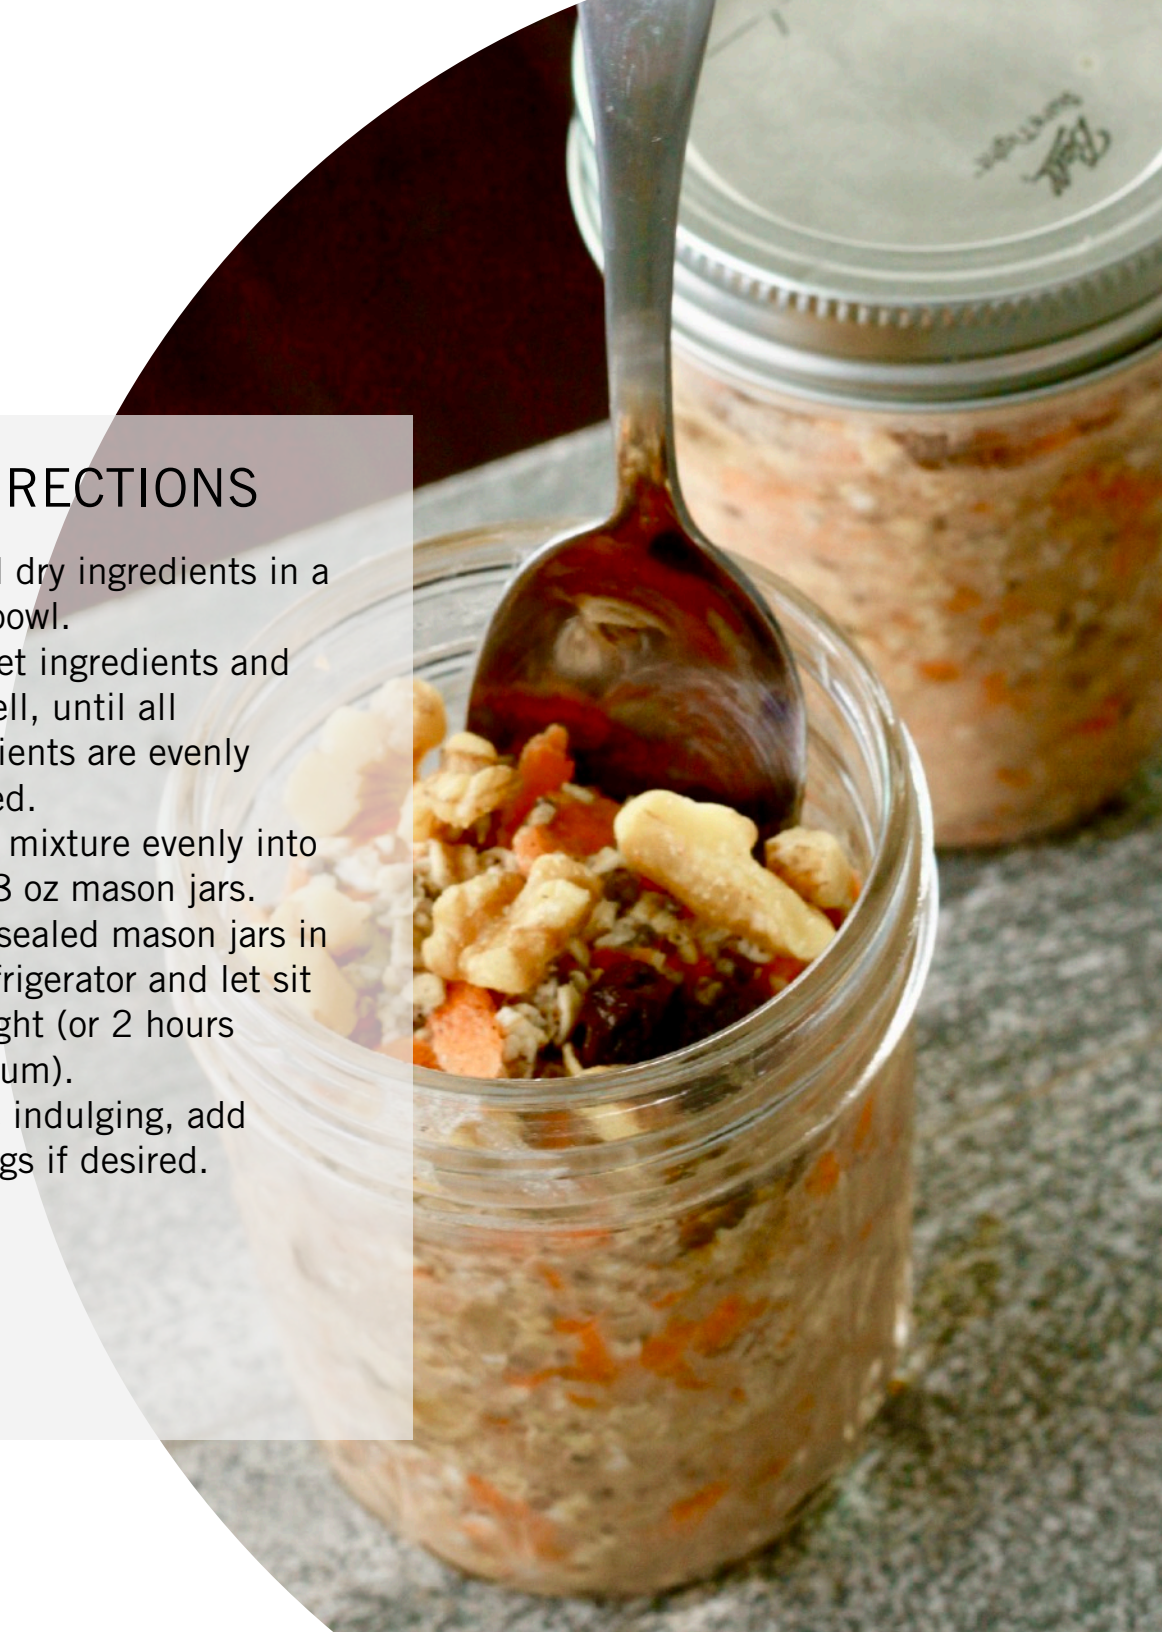 RECTIONS
dry ingredients in a
owl.
et ingredients and
ell, until all
ients are evenly
ed.
mixture evenly into
8 oz mason jars.
sealed mason jars in
frigerator and let sit
ght (or 2 hours
um).
indulging, add
gs if desired.
Ball